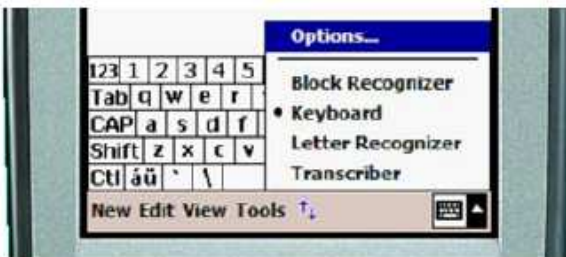 Options...
123 1 2 3 4 5
Block Recognizer
Tab q w e r
Keyboard
CAP a s d f
Letter Recognizer
Shift z x c v
Transcriber
Ctl áü ` \
New Edit View Tools